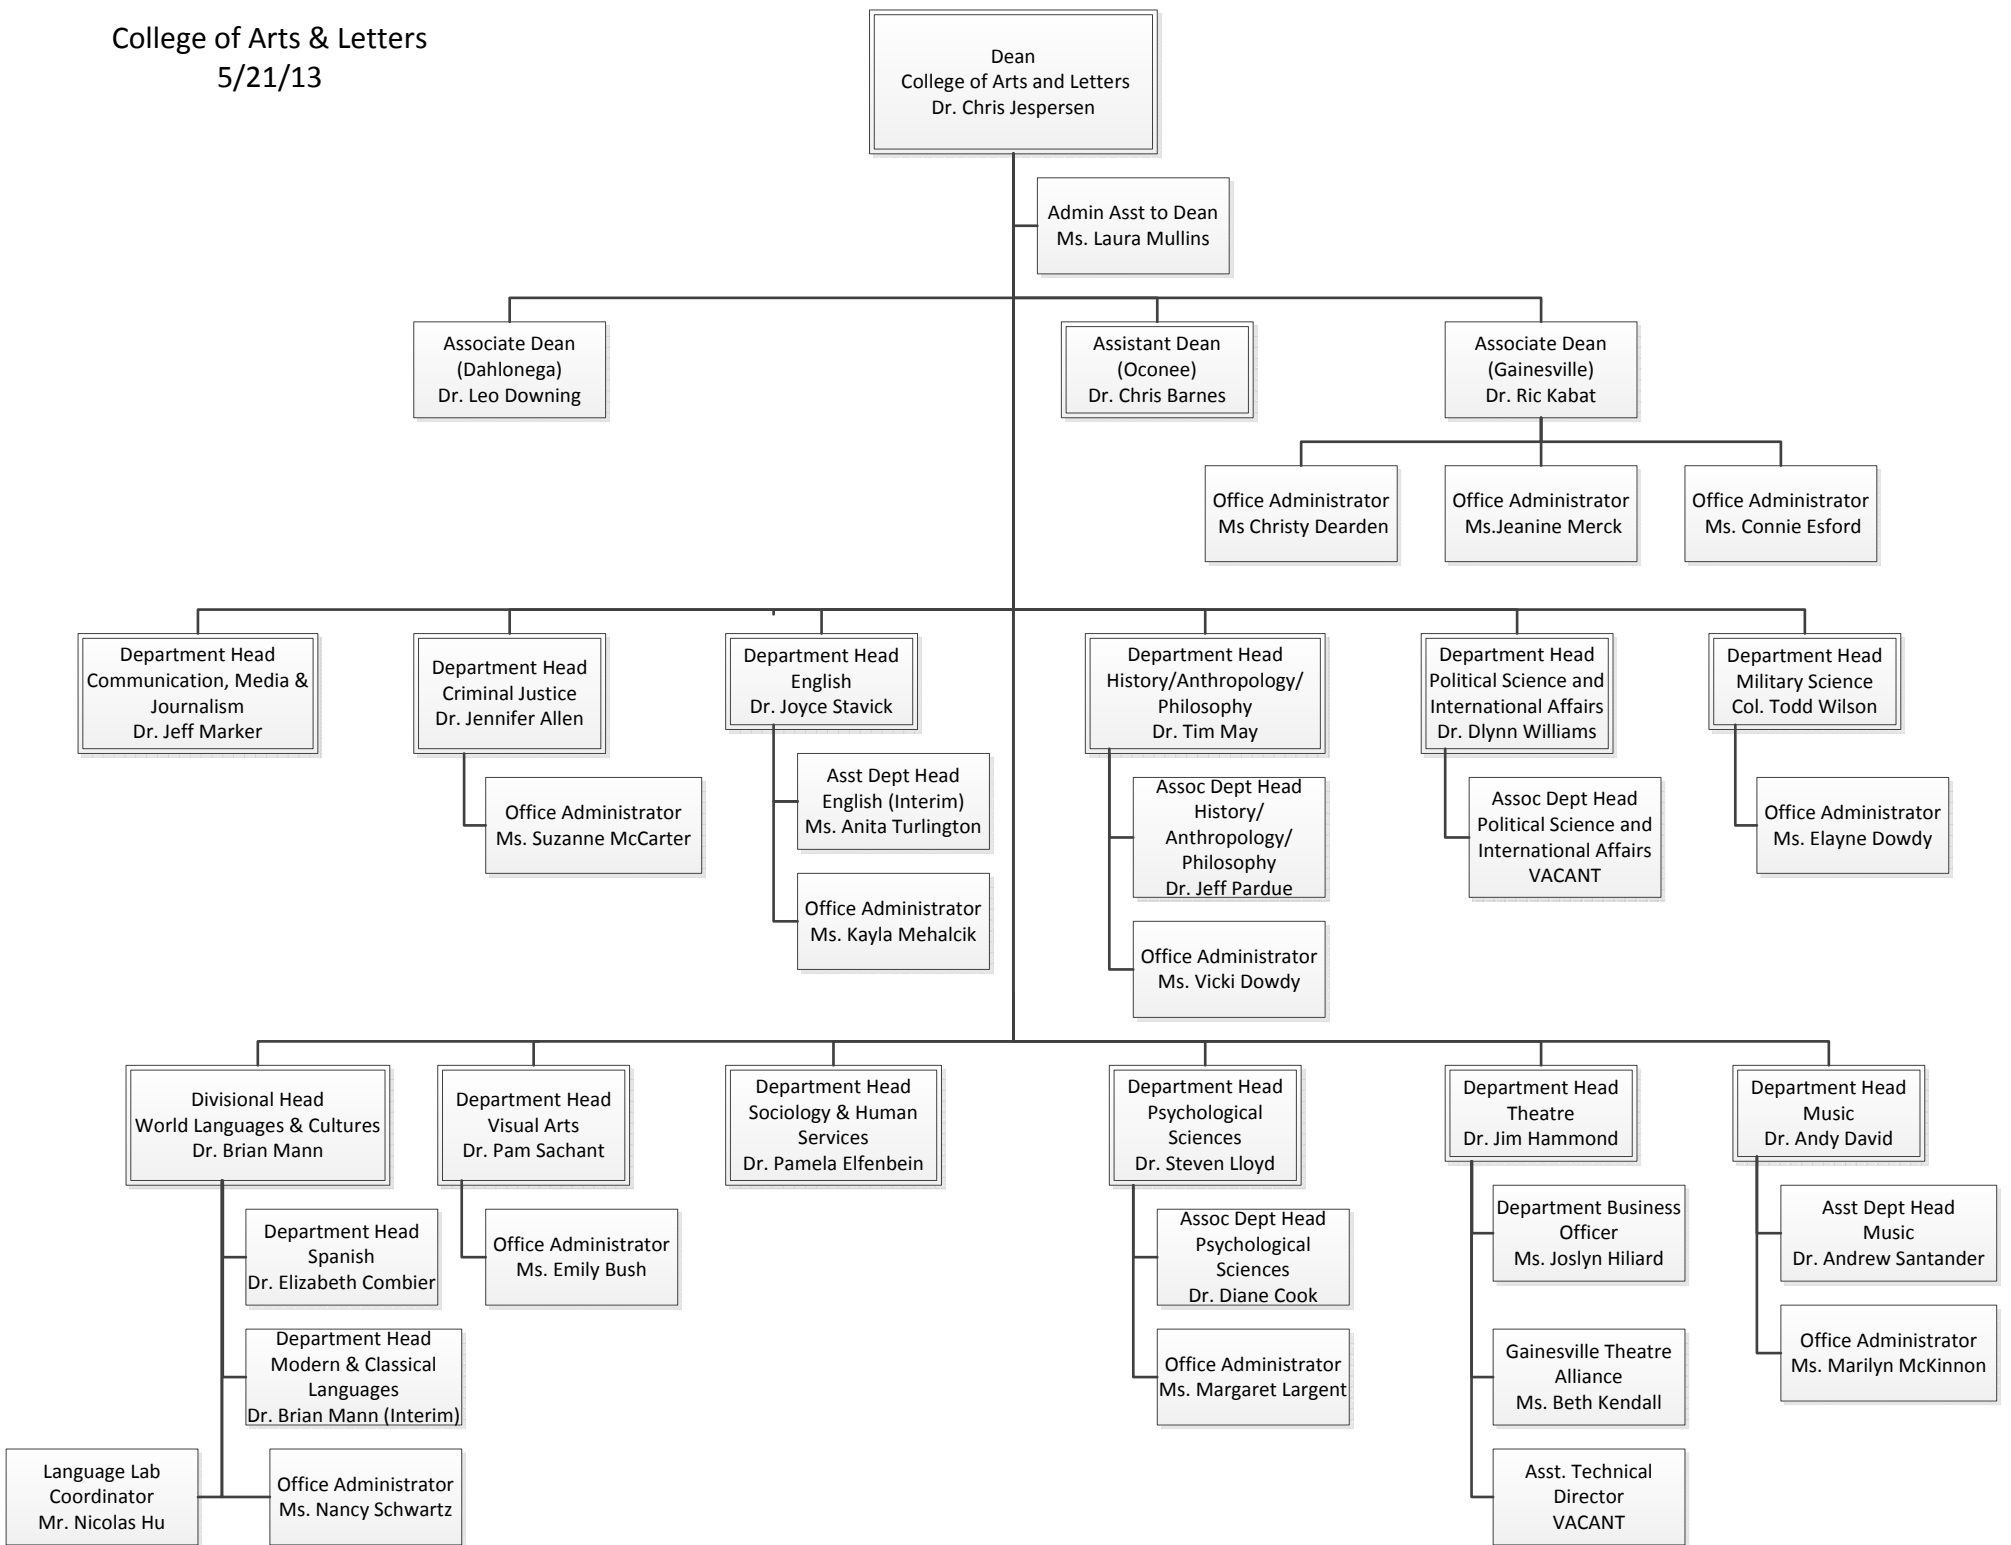 College of Arts & Letters
5/21/13
Dean
College of Arts and Letters
Dr. Chris Jespersen
Admin Asst to Dean
Ms. Laura Mullins
Associate Dean
(Dahlonega)
Dr. Leo Downing
Assistant Dean
(Oconee)
Dr. Chris Barnes
Associate Dean
(Gainesville)
Dr. Ric Kabat
Office Administrator
Ms Christy Dearden
Office Administrator
Ms.Jeanine Merck
Office Administrator
Ms. Connie Esford
Department Head
Communication, Media &
Journalism
Dr. Jeff Marker
Department Head
Criminal Justice
Dr. Jennifer Allen
Department Head
English
Dr. Joyce Stavick
Department Head
History/Anthropology/
Philosophy
Dr. Tim May
Department Head
Political Science and
International Affairs
Dr. Dlynn Williams
Department Head
Military Science
Col. Todd Wilson
Office Administrator
Ms. Suzanne McCarter
Asst Dept Head
English (Interim)
Ms. Anita Turlington
Office Administrator
Ms. Kayla Mehalcik
Assoc Dept Head
History/
Anthropology/
Philosophy
Dr. Jeff Pardue
Office Administrator
Ms. Vicki Dowdy
Assoc Dept Head
Political Science and
International Affairs
VACANT
Office Administrator
Ms. Elayne Dowdy
Divisional Head
World Languages & Cultures
Dr. Brian Mann
Department Head
Visual Arts
Dr. Pam Sachant
Department Head
Sociology & Human
Services
Dr. Pamela Elfenbein
Department Head
Psychological
Sciences
Dr. Steven Lloyd
Department Head
Theatre
Dr. Jim Hammond
Department Head
Music
Dr. Andy David
Department Head
Spanish
Dr. Elizabeth Combier
Department Head
Modern & Classical
Languages
Dr. Brian Mann (Interim)
Language Lab
Coordinator
Mr. Nicolas Hu
Office Administrator
Ms. Nancy Schwartz
Office Administrator
Ms. Emily Bush
Assoc Dept Head
Psychological
Sciences
Dr. Diane Cook
Office Administrator
Ms. Margaret Largent
Department Business
Officer
Ms. Joslyn Hiliard
Gainesville Theatre
Alliance
Ms. Beth Kendall
Asst. Technical
Director
VACANT
Asst Dept Head
Music
Dr. Andrew Santander
Office Administrator
Ms. Marilyn McKinnon